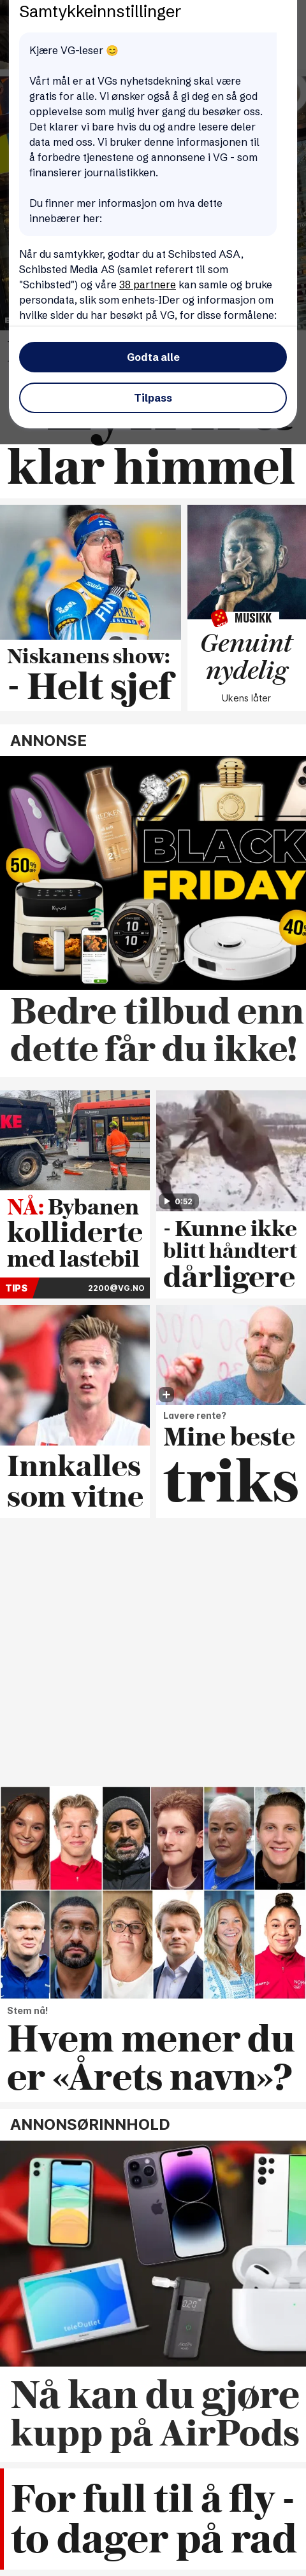 Samtykkeinnstillinger
Kjære VG-leser 😊
Vårt mål er at VGs nyhetsdekning skal være
gratis for alle. Vi ønsker også å gi deg en så god
opplevelse som mulig hver gang du besøker oss.
Det klarer vi bare hvis du og andre lesere deler
data med oss. Vi bruker denne informasjonen til
å forbedre tjenestene og annonsene i VG - som
finansierer journalistikken.
Du finner mer informasjon om hva dette
innebærer her:
Når du samtykker, godtar du at Schibsted ASA,
Schibsted Media AS (samlet referert til som
"Schibsted") og våre 38 partnere kan samle og bruke
persondata, slik som enhets-IDer og informasjon om
hvilke sider du har besøkt på VG, for disse formålene:
Godta alle
Tilpass
klar himmel
swix
FIN
Niskanens show:
- Helt sjef
MUSIKK
Genuint
nydelig
Ukens låter
ANNONSE
50%
BLACK
FRIDAY
Kyvol
10
10
40%
Bedre tilbud enn
dette får du ikke!
KE
NÅ: Bybanen
kolliderte
med lastebil
TIPS
2200@VG.NO
0:52
- Kunne ikke
blitt håndtert
dårligere
Innkalles
som vitne
Lavere rente?
Mine beste
triks
Stem nå!
Hvem mener du
er «Årets navn»?
ANNONSØRINNHOLD
teleOutlet
Nå kan du gjøre
kupp på AirPods
For full til å fly -
to dager på rad